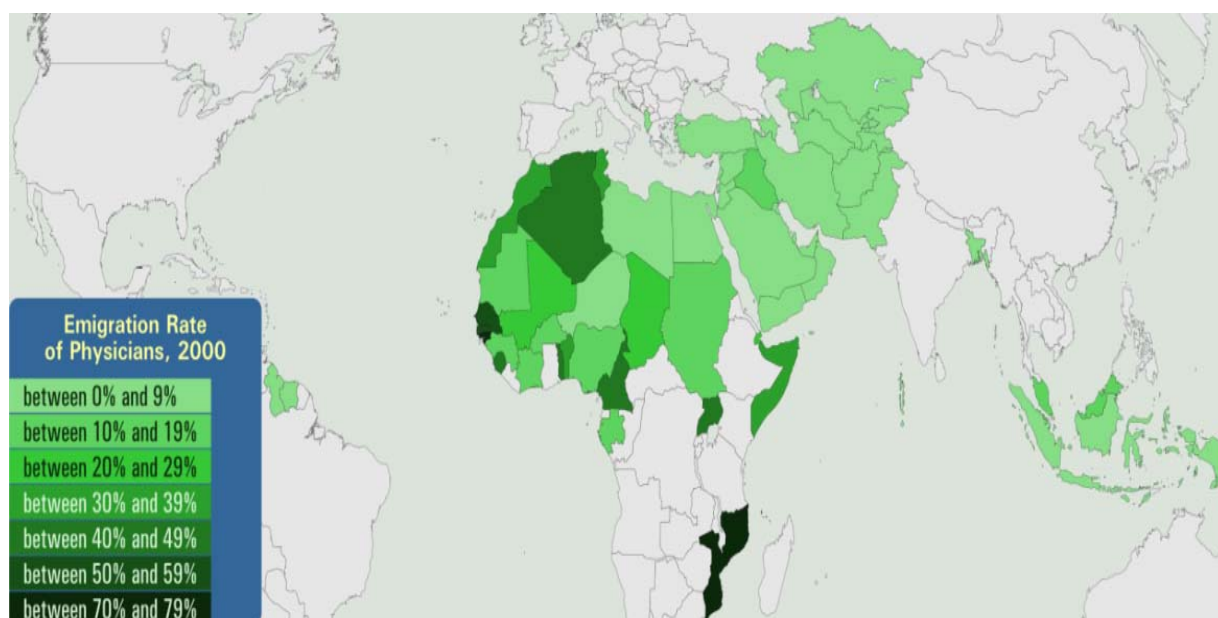 Emigration Rate
of Physicians, 2000
between 0% and 9%
between 10% and 19%
between 20% and 29%
between 30% and 39%
between 40% and 49%
between 50% and 59%
between 70% and 79%